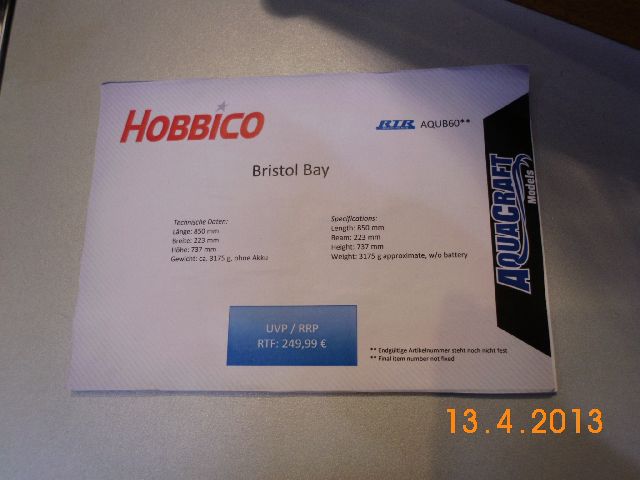 HOBBICO
RTR AQUB60**
Bristol Bay
Technische Daten:
Länge: 850 mm
Breite: 223 mm
Höhe: 737 mm
Gewicht: ca. 3175 g, ohne Akku
Specifications:
Length: 850 mm
Beam: 223 mm
Height: 737 mm
Weight: 3175 g approximate, w/o battery
AQUACRAFT
Models
UVP / RRP
RTF: 249,99 €
** Endgültige Artikelnummer steht noch nicht fest
** Final item number not fixed
13.4.2013